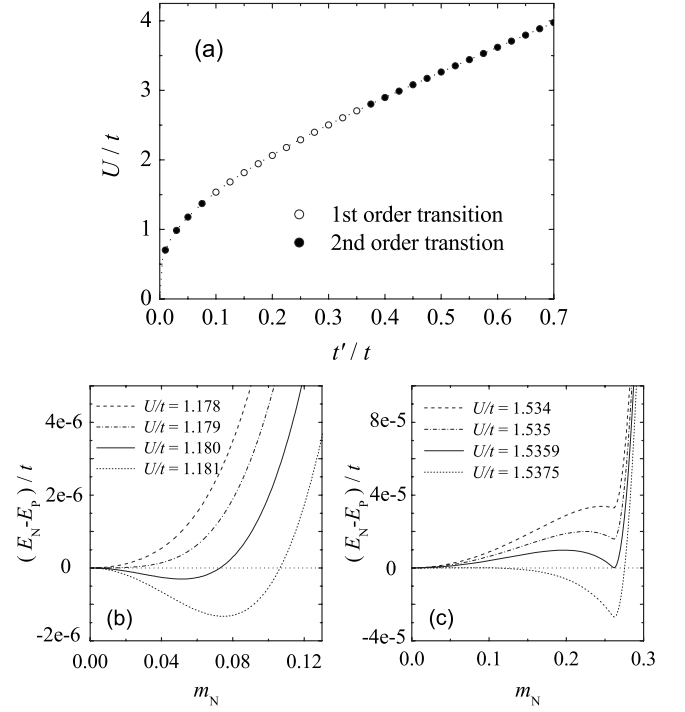 (a)
4
3
2
1
0
U / t
1st order transition
2nd order transtion
0.0 0.1 0.2 0.3 0.4 0.5 0.6 0.7
t′ / t
U/t = 1.178
U/t = 1.179
U/t = 1.180
U/t = 1.181
4e-6
2e-6
0
-2e-6
( E_N-E_P ) / t
(b)
0.00 0.04 0.08 0.12
m_N
U/t = 1.534
U/t = 1.535
U/t = 1.5359
U/t = 1.5375
8e-5
4e-5
0
-4e-5
( E_N-E_P ) / t
(c)
0.0 0.1 0.2 0.3
m_N